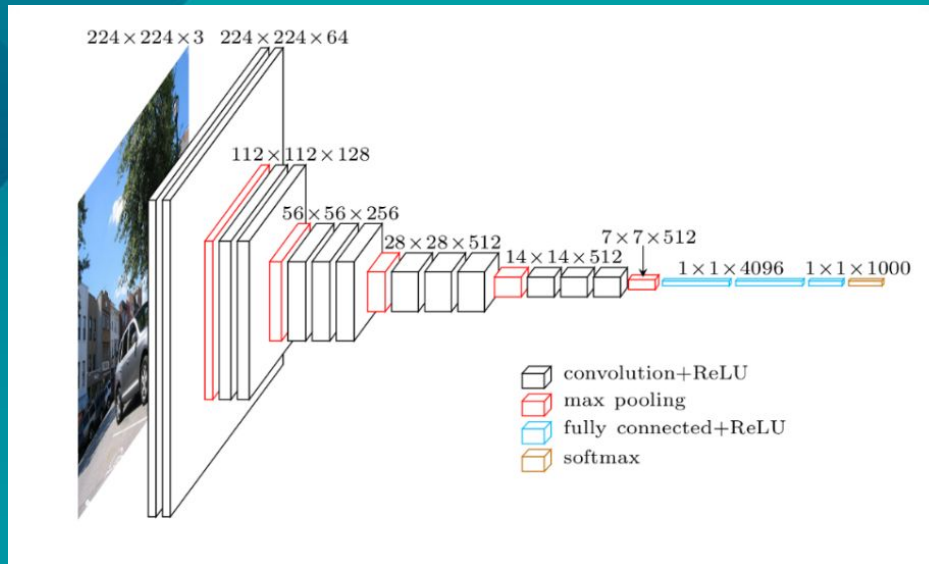 224×224×3
224×224×64
112×112×128
56×56×256
28×28×512
14×14×512
7×7×512
1×1×4096
1×1×1000
convolution+ReLU
max pooling
fully connected+ReLU
softmax